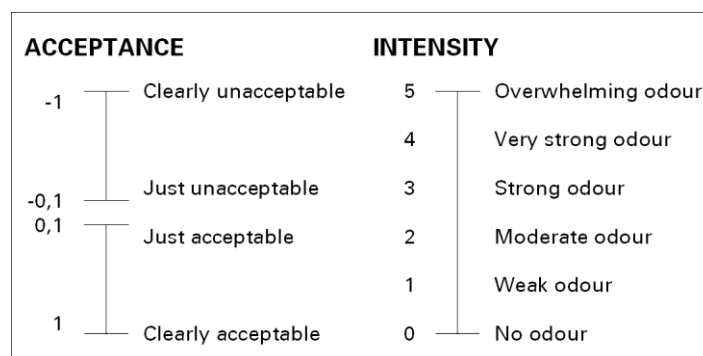 ACCEPTANCE
-1 Clearly unacceptable
-0,1 Just unacceptable
0,1 Just acceptable
1 Clearly acceptable
INTENSITY
5 Overwhelming odour
4 Very strong odour
3 Strong odour
2 Moderate odour
1 Weak odour
0 No odour